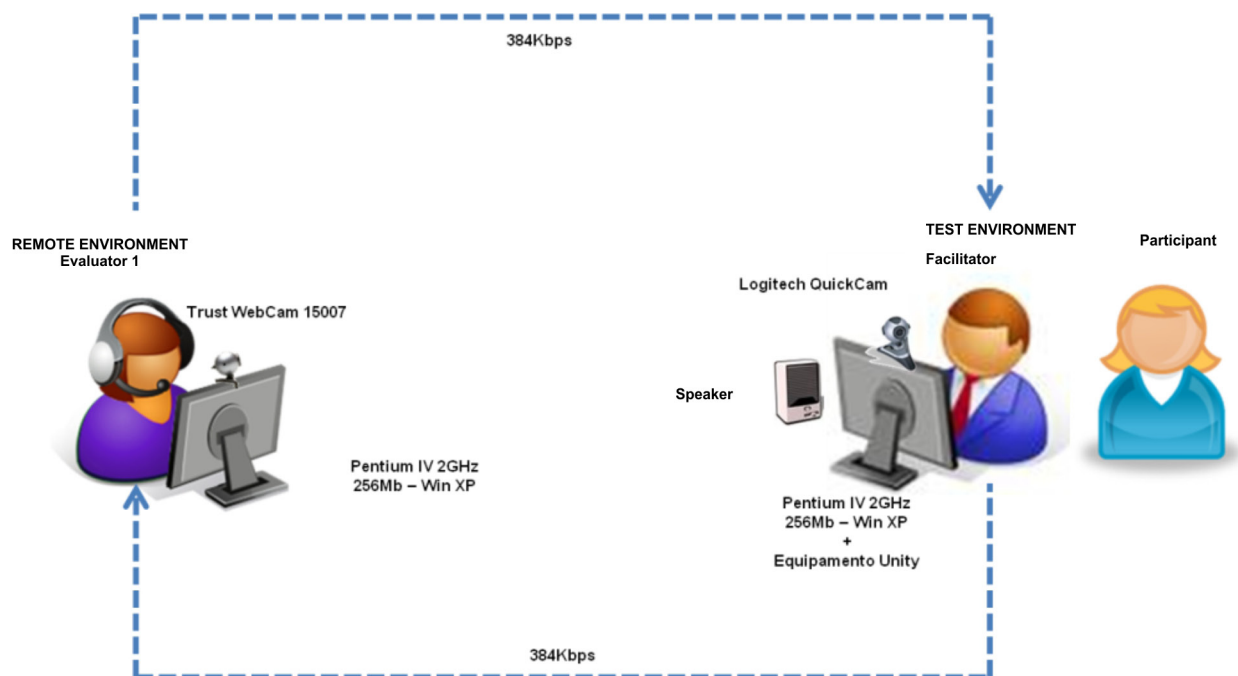 384Kbps
REMOTE ENVIRONMENT
Evaluator 1
Trust WebCam 15007
Pentium IV 2GHz
256Mb – Win XP
TEST ENVIRONMENT
Facilitator
Participant
Logitech QuickCam
Speaker
Pentium IV 2GHz
256Mb – Win XP
+
Equipamento Unity
384Kbps